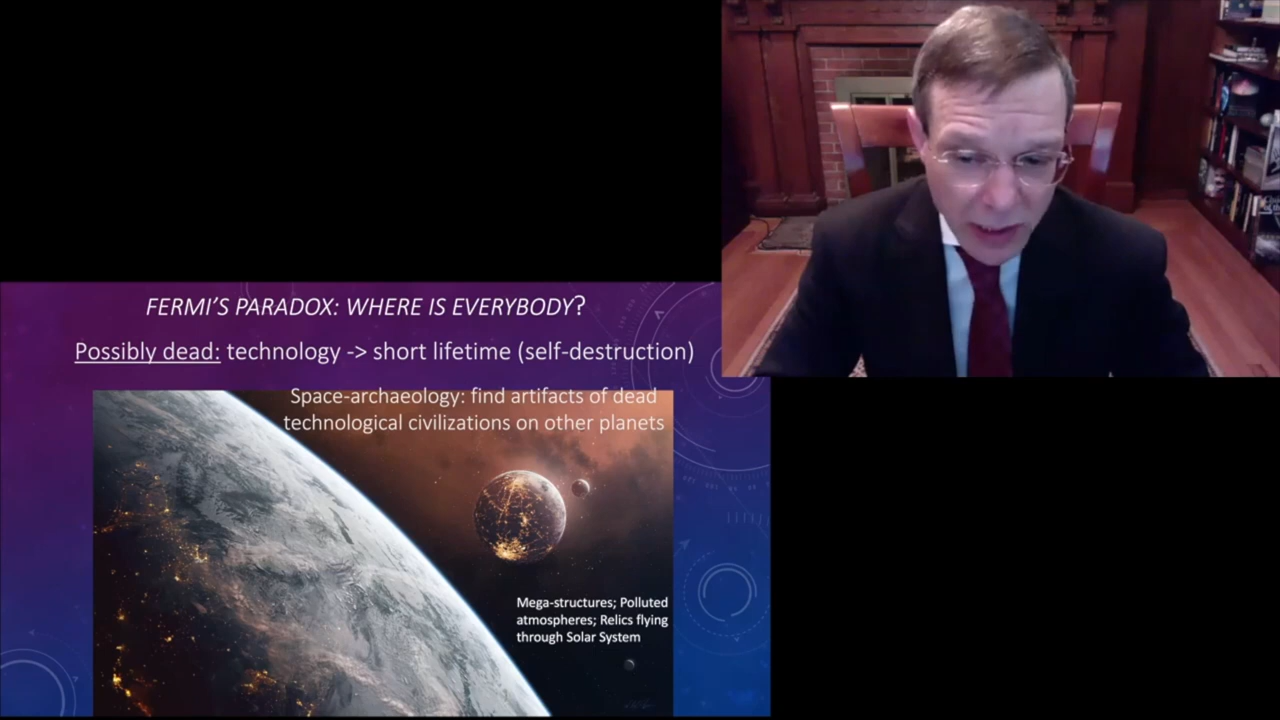 FERMI'S PARADOX: WHERE IS EVERYBODY?
Possibly dead: technology -> short lifetime (self-destruction)
Space-archaeology: find artifacts of dead
technological civilizations on other planets
Mega-structures; Polluted
atmospheres; Relics flying
through Solar System